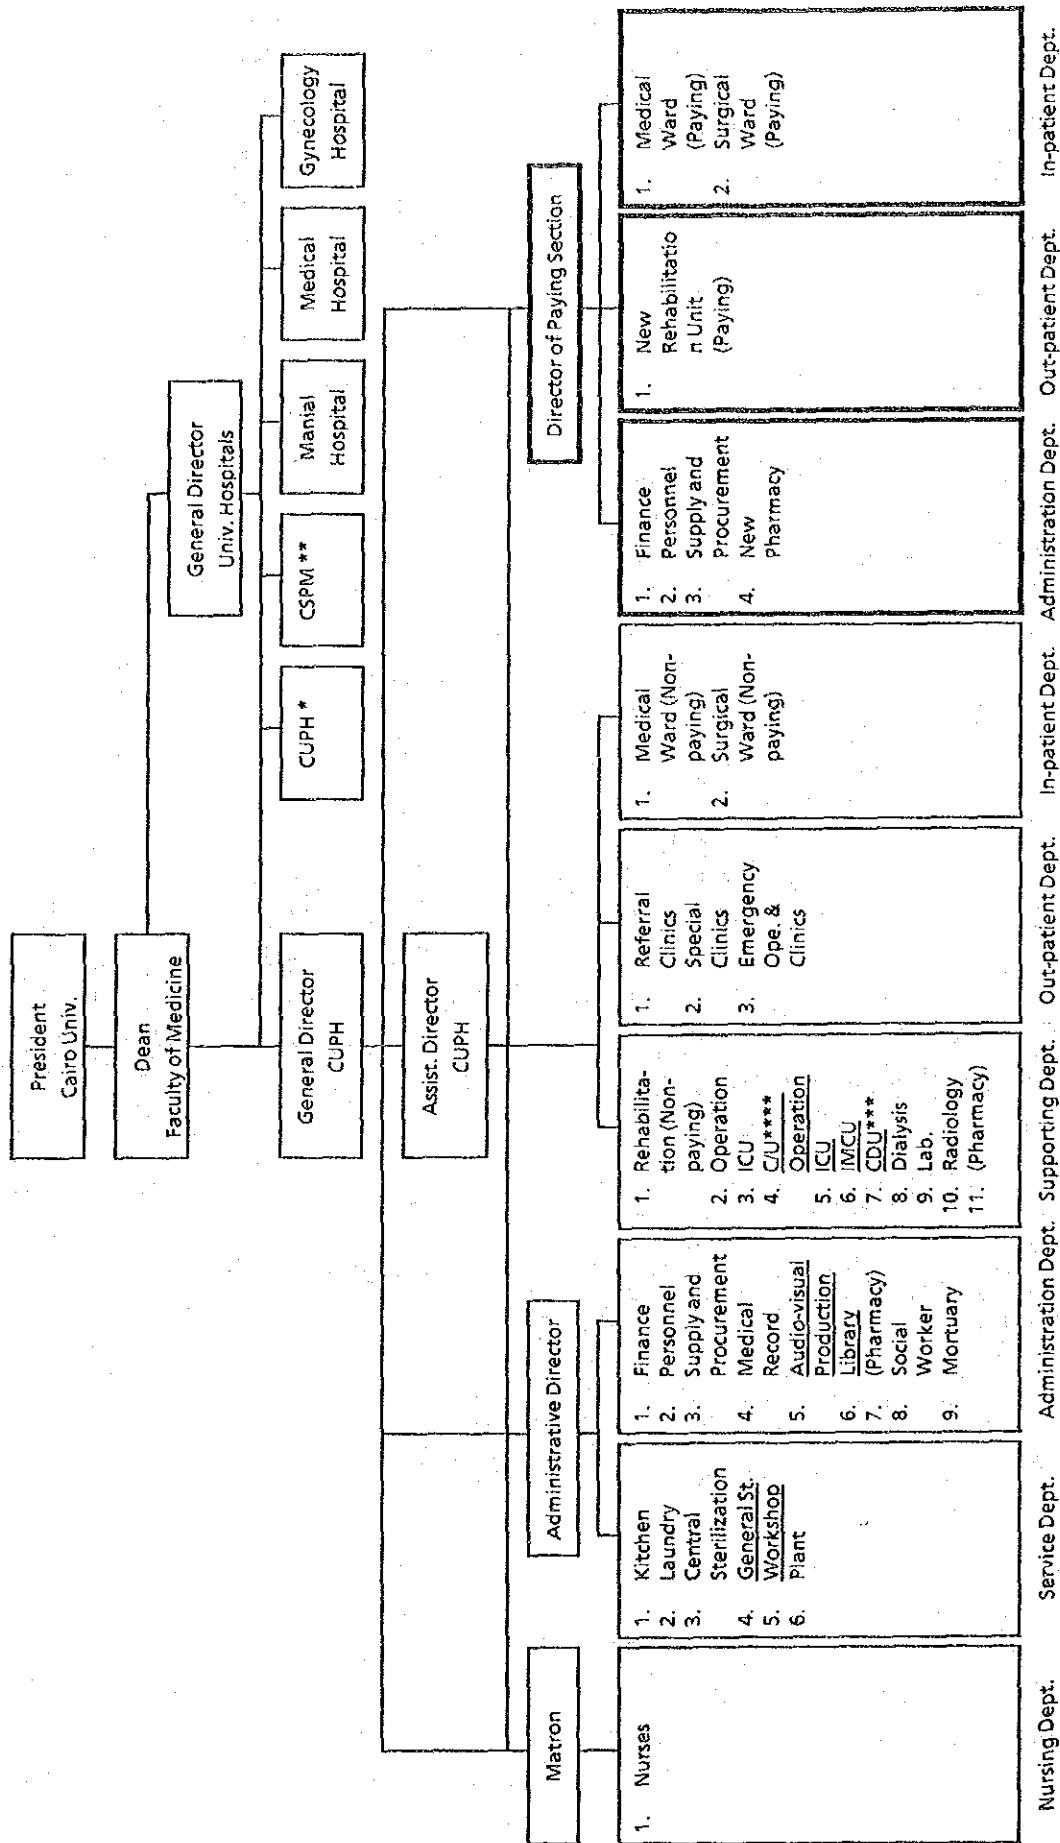 President
Cairo Univ.
Dean
Faculty of Medicine
General Director
Univ. Hospitals
CUPH *
CSPM **
Manial
Hospital
Medical
Hospital
Gynecology
Hospital
General Director
CUPH
Assist. Director
CUPH
Matron
Administrative Director
Director of Paying Section
1. Nurses
Nursing Dept.
1. Kitchen
2. Laundry
3. Central
Sterilization
4. General St.
5. Workshop
6. Plant
Service Dept.
1. Finance
2. Personnel
3. Supply and
Procurement
4. Medical
Record
5. Audio-visual
Production
6. Library
7. (Pharmacy)
8. Social
Worker
9. Mortuary
Administration Dept.
1. Rehabilita-
tion (Non-
paying)
2. Operation
3. ICU
4. C/U****
Operation
5. ICU
6. IMCU
7. CDU***
8. Dialysis
9. Lab.
10. Radiology
11. (Pharmacy)
Supporting Dept.
1. Referral
Clinics
2. Special
Clinics
3. Emergency
Ope. &
Clinics
Out-patient Dept.
1. Medical
Ward (Non-
paying)
2. Surgical
Ward (Non-
paying)
In-patient Dept.
1. Finance
2. Personnel
3. Supply and
Procurement
4. New
Pharmacy
Administration Dept.
1. New
Rehabilitatio
n Unit
(Paying)
Out-patient Dept.
1. Medical
Ward
(Paying)
2. Surgical
Ward
(Paying)
In-patient Dept.